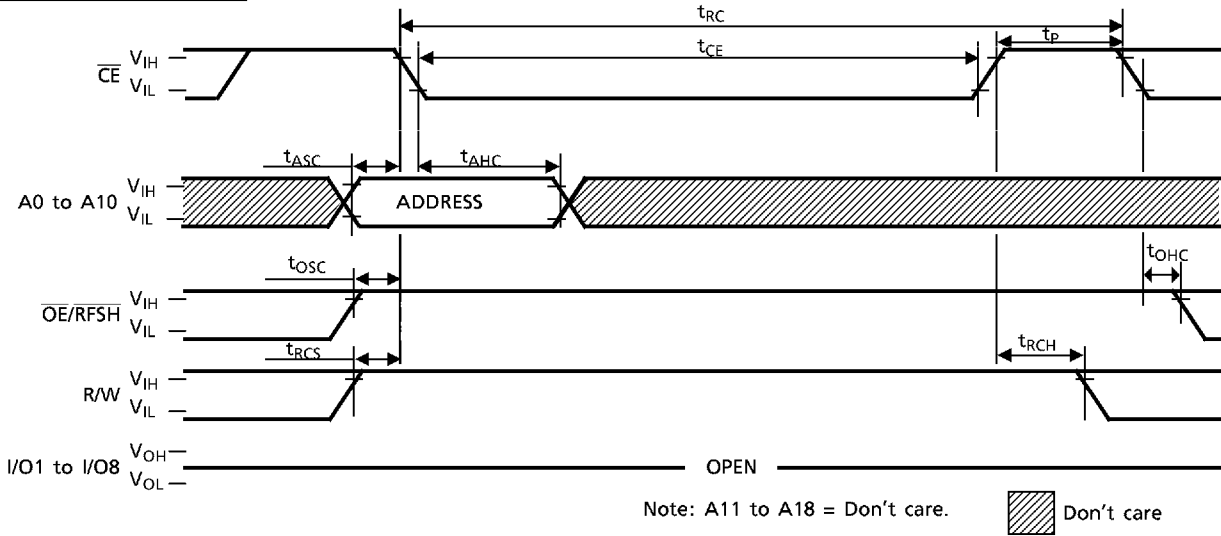 tRC
tCE
tP
CE VIH
VIL
tASC
tAHC
A0 to A10 VIH
VIL
ADDRESS
tOSC
tOHC
OE/RFSH VIH
VIL
tRCS
tRCH
R/W VIH
VIL
I/O1 to I/O8 VOH
VOL
OPEN
Note: A11 to A18 = Don't care.
Don't care